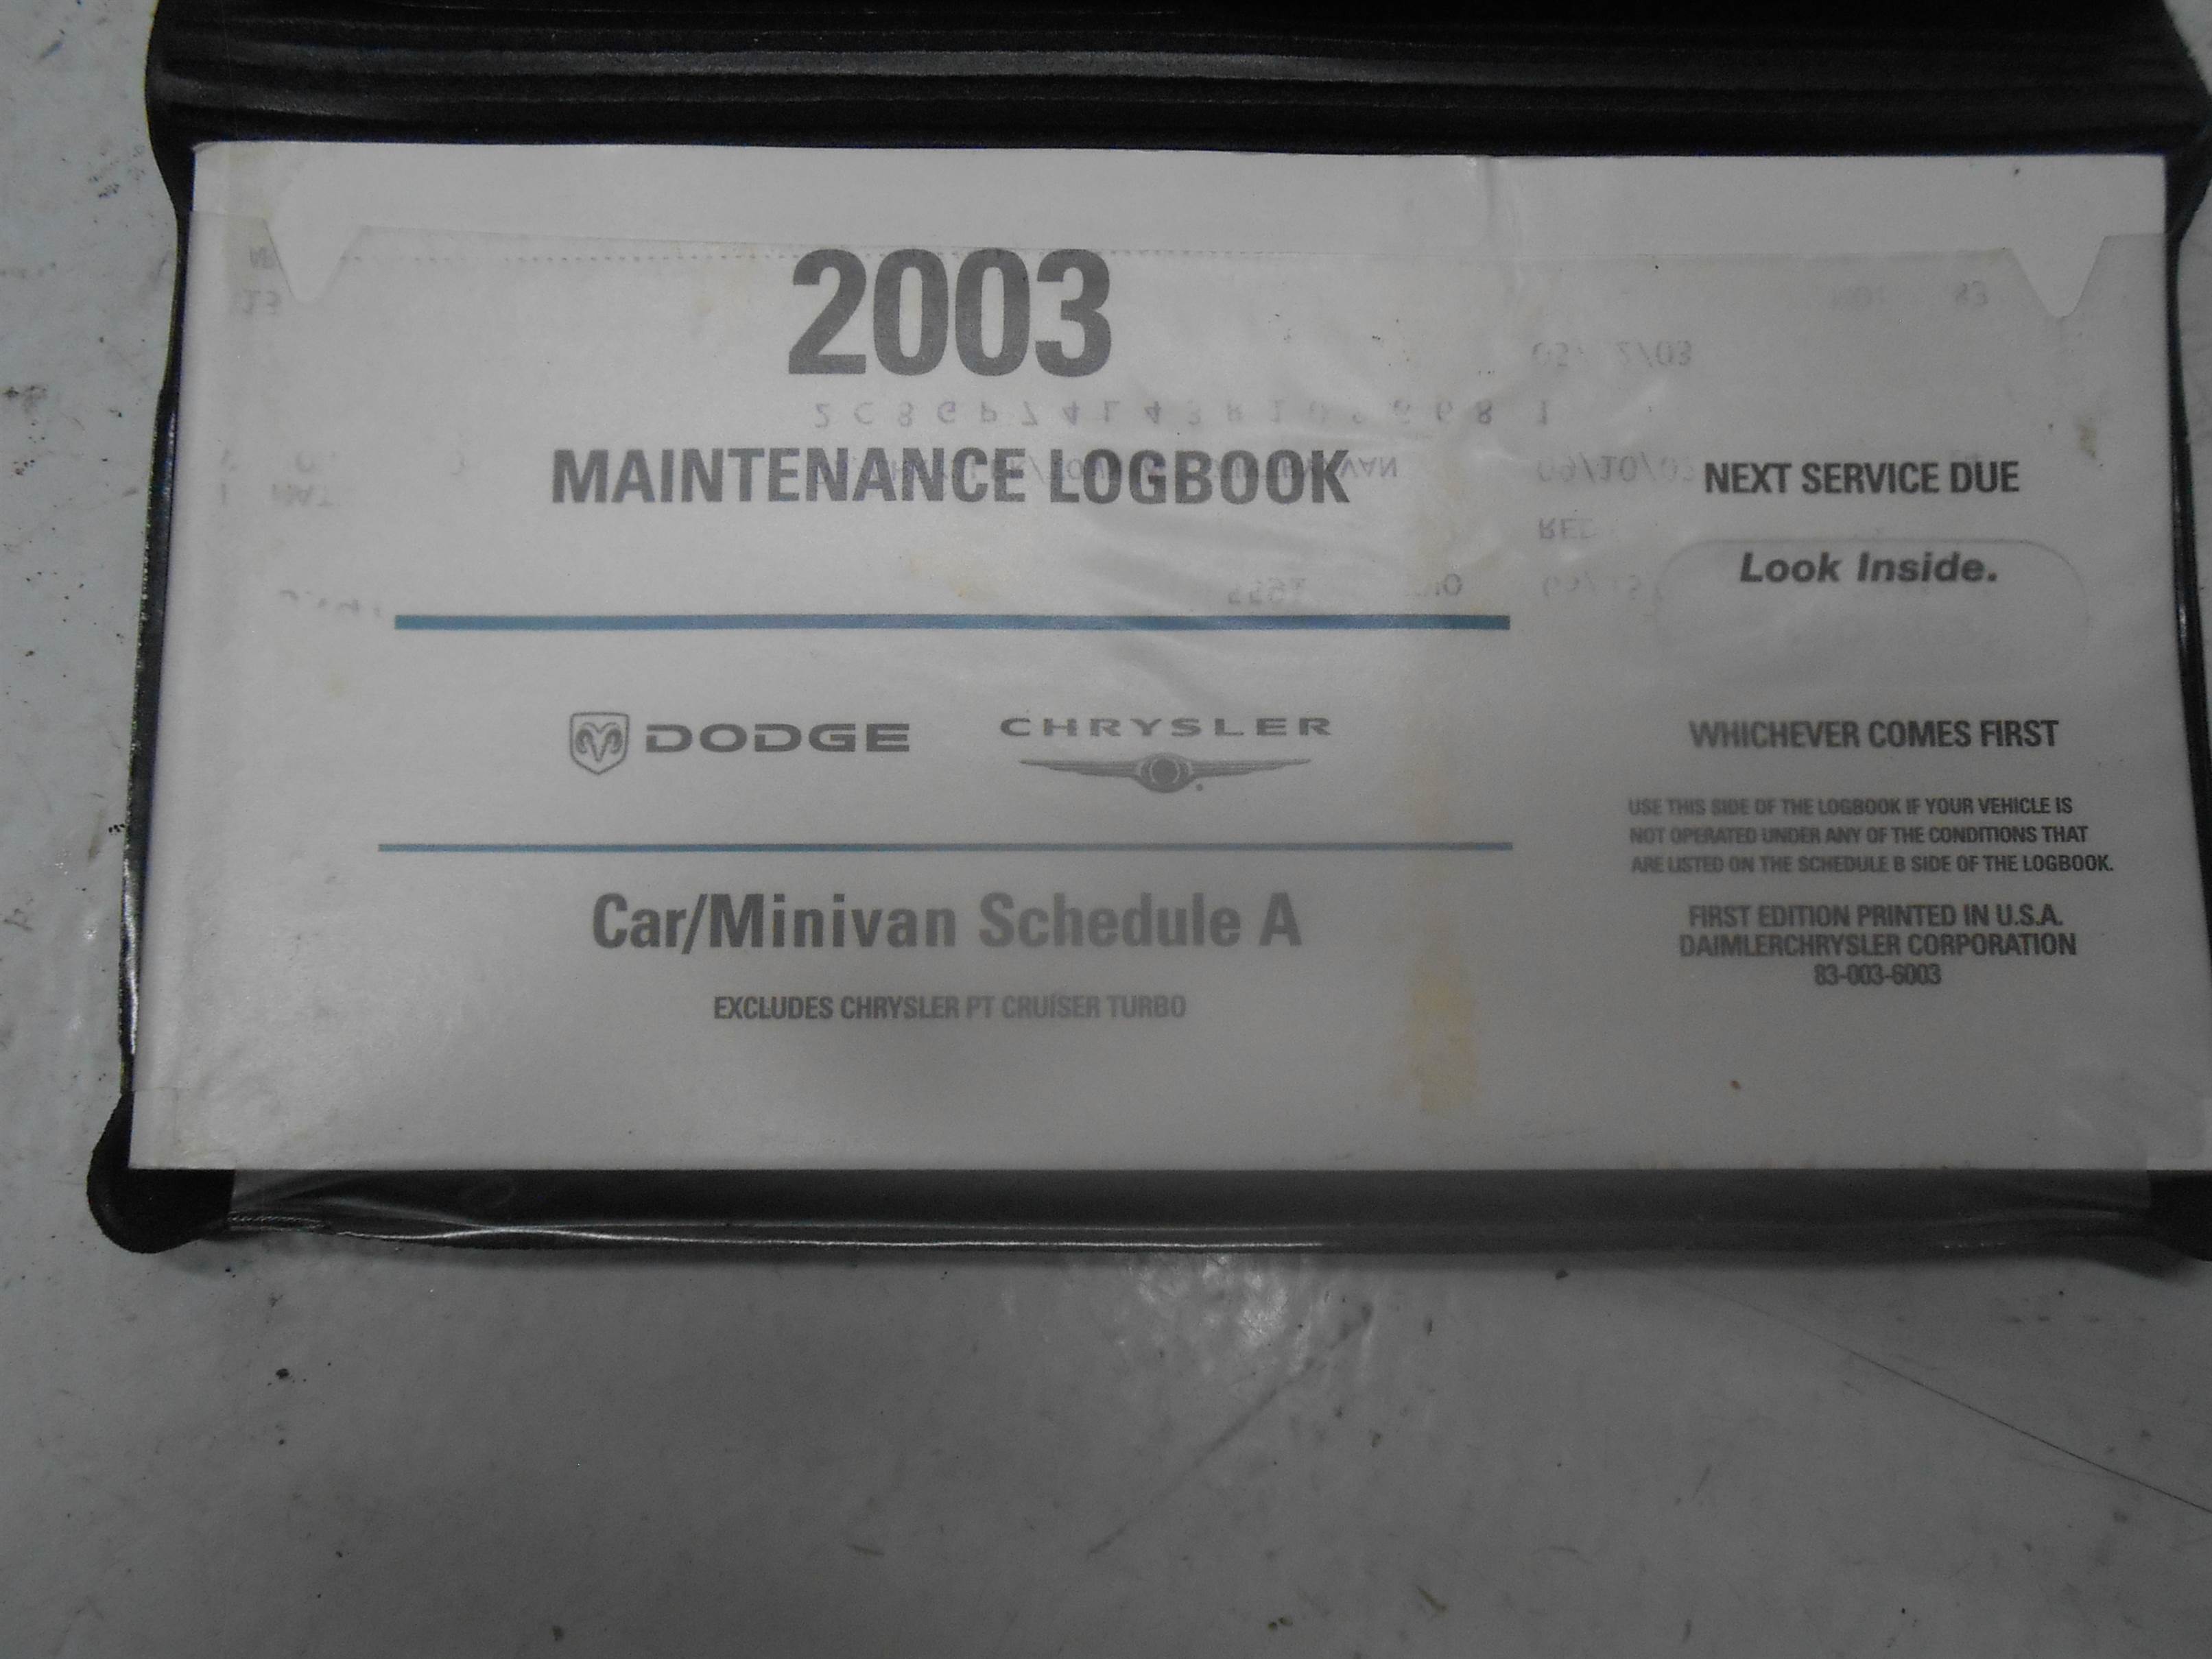 2003
MAINTENANCE LOGBOOK
DODGE
CHRYSLER
Car/Minivan Schedule A
EXCLUDES CHRYSLER PT CRUISER TURBO
NEXT SERVICE DUE
Look Inside.
WHICHEVER COMES FIRST
USE THIS SIDE OF THE LOGBOOK IF YOUR VEHICLE IS
NOT OPERATED UNDER ANY OF THE CONDITIONS THAT
ARE LISTED ON THE SCHEDULE B SIDE OF THE LOGBOOK.
FIRST EDITION PRINTED IN U.S.A.
DAIMLERCHRYSLER CORPORATION
83-003-6003